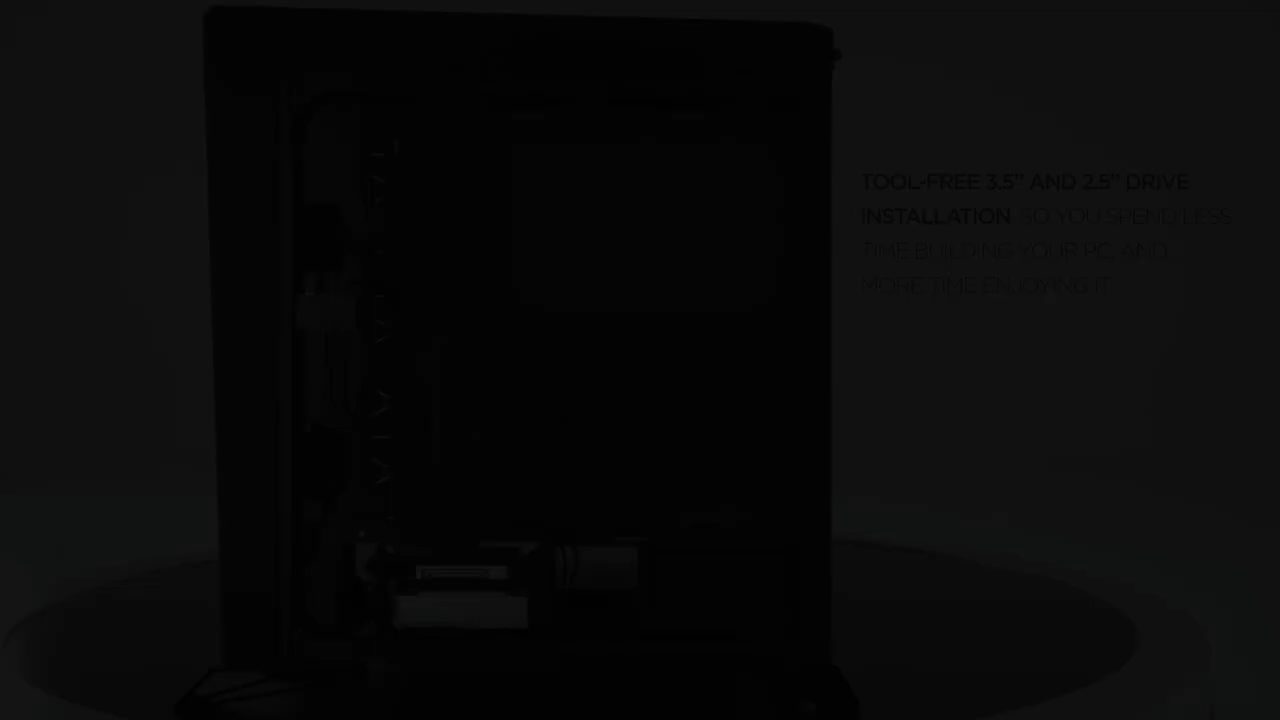 TOOL-FREE 3.5” AND 2.5” DRIVE
INSTALLATION SO YOU SPEND LESS
TIME BUILDING YOUR PC, AND
MORE TIME ENJOYING IT